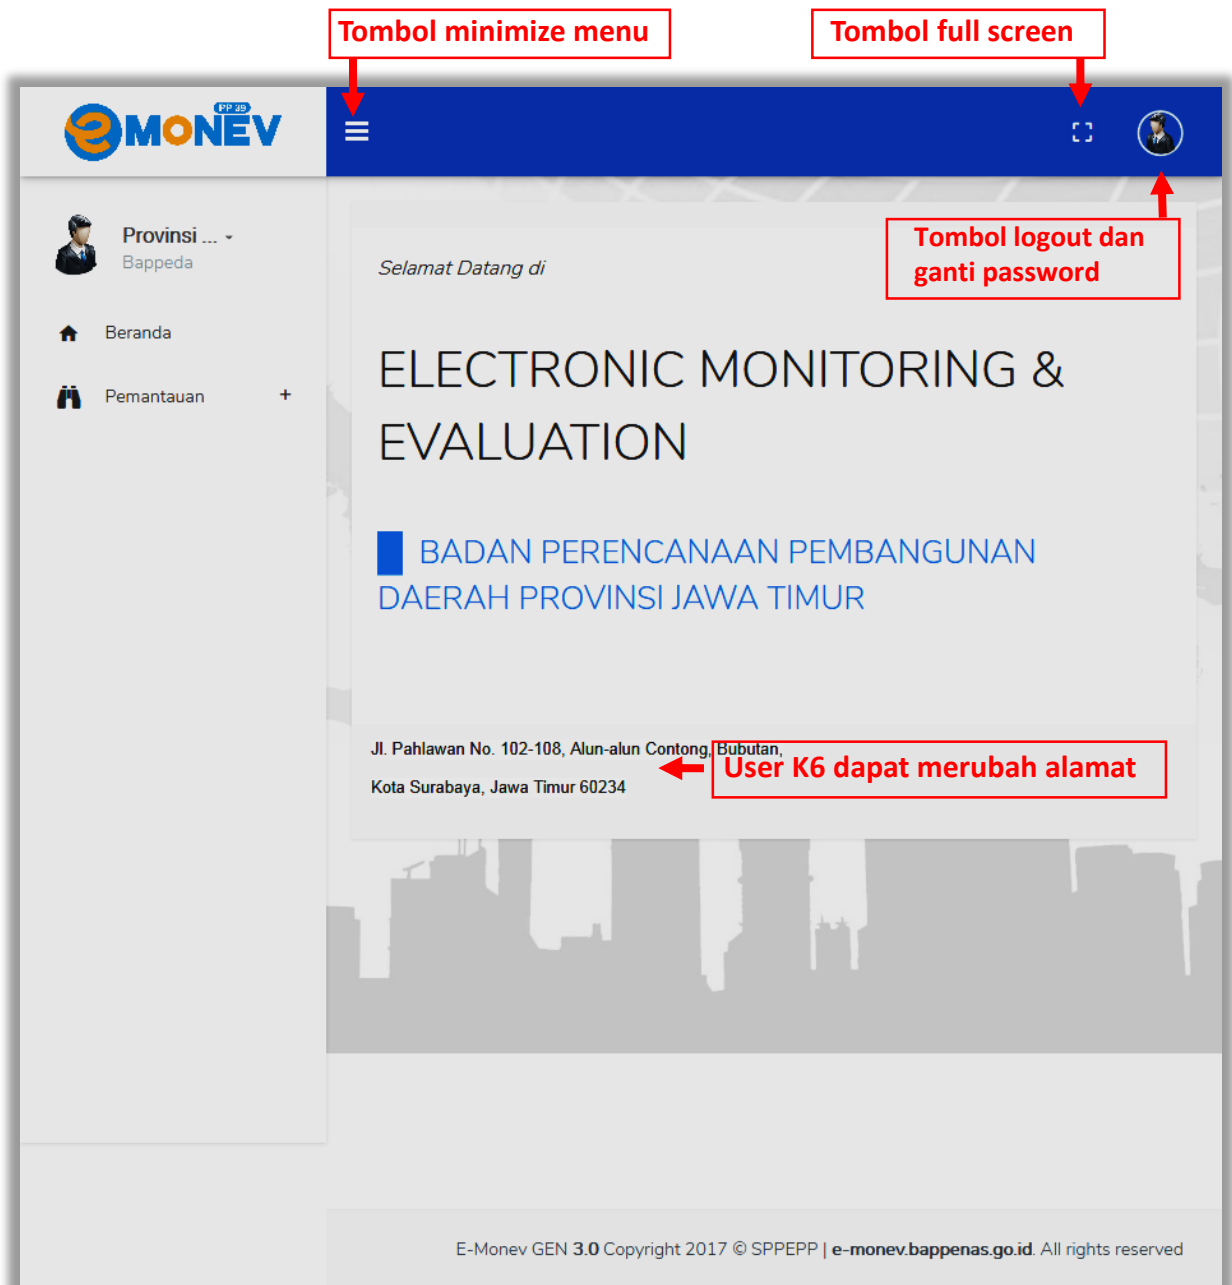 Tombol minimize menu
Tombol full screen
PP 39
eMONEV
Provinsi ...
Bappeda
Tombol logout dan
ganti password
Selamat Datang di
Beranda
Pemantauan +
ELECTRONIC MONITORING &
EVALUATION
BADAN PERENCANAAN PEMBANGUNAN
DAERAH PROVINSI JAWA TIMUR
Jl. Pahlawan No. 102-108, Alun-alun Contong, Bubutan,
Kota Surabaya, Jawa Timur 60234
User K6 dapat merubah alamat
E-Monev GEN 3.0 Copyright 2017 © SPPEPP | e-monev.bappenas.go.id. All rights reserved